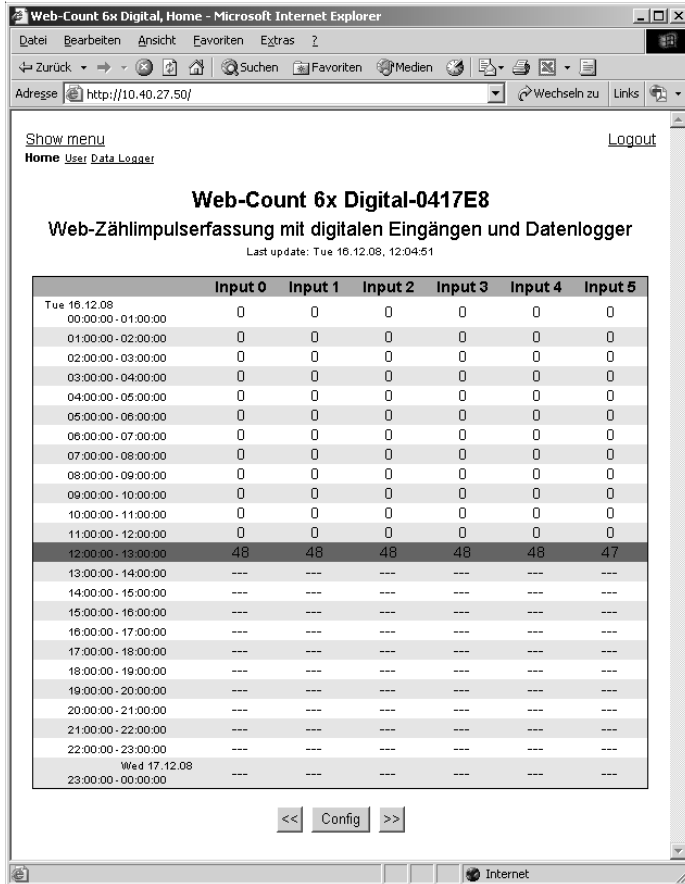 Web-Count 6x Digital, Home - Microsoft Internet Explorer
Datei Bearbeiten Ansicht Favoriten Extras ?
Zurück Suchen Favoriten Medien
Adresse http://10.40.27.50/ Wechseln zu Links
Show menu Logout
Home User Data Logger
Web-Count 6x Digital-0417E8
Web-Zählimpulserfassung mit digitalen Eingängen und Datenlogger
Last update: Tue 16.12.08, 12:04:51
Input 0 Input 1 Input 2 Input 3 Input 4 Input 5
Tue 16.12.08
00:00:00 - 01:00:00 0 0 0 0 0 0
01:00:00 - 02:00:00 0 0 0 0 0 0
02:00:00 - 03:00:00 0 0 0 0 0 0
03:00:00 - 04:00:00 0 0 0 0 0 0
04:00:00 - 05:00:00 0 0 0 0 0 0
05:00:00 - 06:00:00 0 0 0 0 0 0
06:00:00 - 07:00:00 0 0 0 0 0 0
07:00:00 - 08:00:00 0 0 0 0 0 0
08:00:00 - 09:00:00 0 0 0 0 0 0
09:00:00 - 10:00:00 0 0 0 0 0 0
10:00:00 - 11:00:00 0 0 0 0 0 0
11:00:00 - 12:00:00 0 0 0 0 0 0
12:00:00 - 13:00:00 48 48 48 48 48 47
13:00:00 - 14:00:00 --- --- --- --- --- ---
14:00:00 - 15:00:00 --- --- --- --- --- ---
15:00:00 - 16:00:00 --- --- --- --- --- ---
16:00:00 - 17:00:00 --- --- --- --- --- ---
17:00:00 - 18:00:00 --- --- --- --- --- ---
18:00:00 - 19:00:00 --- --- --- --- --- ---
19:00:00 - 20:00:00 --- --- --- --- --- ---
20:00:00 - 21:00:00 --- --- --- --- --- ---
21:00:00 - 22:00:00 --- --- --- --- --- ---
22:00:00 - 23:00:00 --- --- --- --- --- ---
Wed 17.12.08
23:00:00 - 00:00:00 --- --- --- --- --- ---
<< Config >>
Internet